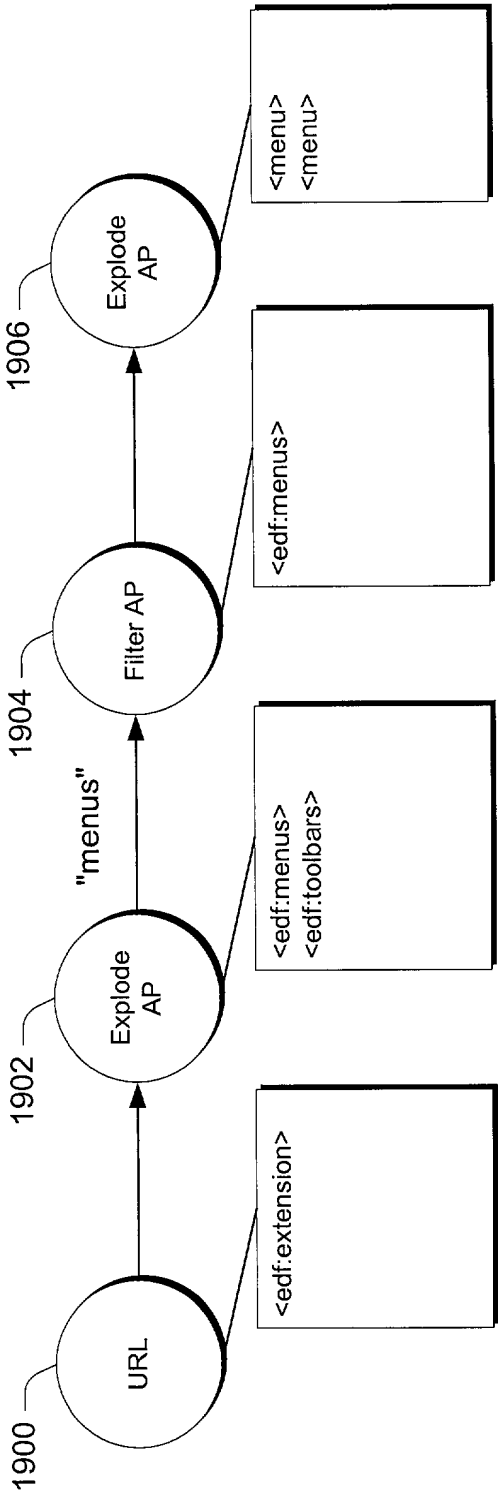 1900
URL
<edf:extension>
1902
Explode
AP
<edf:menus>
<edf:toolbars>
"menus"
1904
Filter AP
<edf:menus>
1906
Explode
AP
<menu>
<menu>